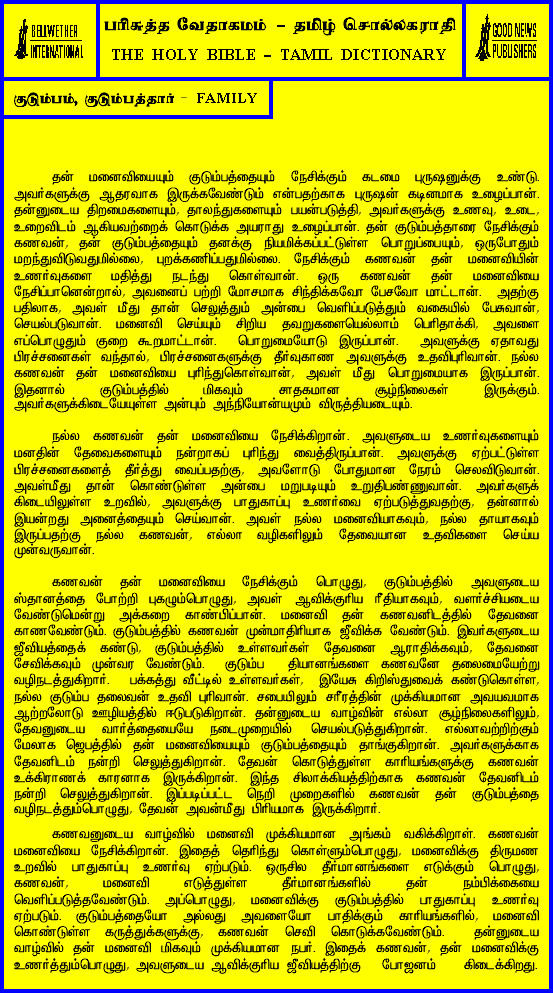 BELLWETHER
INTERNATIONAL
பரிசுத்த வேதாகமம் – தமிழ் சொல்லகராதி
THE HOLY BIBLE – TAMIL DICTIONARY
GOOD NEWS
PUBLISHERS
குடும்பம், குடும்பத்தார் – FAMILY
தன் மனைவியையும் குடும்பத்தையும் நேசிக்கும் கடமை புருஷனுக்கு உண்டு.
அவர்களுக்கு ஆதரவாக இருக்கவேண்டும் என்பதற்காக புருஷன் கடினமாக உழைப்பான்.
தன்னுடைய திறமைகளையும், தாலந்துகளையும் பயன்படுத்தி, அவர்களுக்கு உணவு, உடை,
உறைவிடம் ஆகியவற்றைக் கொடுக்க அயராது உழைப்பான். தன் குடும்பத்தாரை நேசிக்கும்
கணவன், தன் குடும்பத்தையும் தனக்கு நியமிக்கப்பட்டுள்ள பொறுப்பையும், ஒருபோதும்
மறந்துவிடுவதுமில்லை, புறக்கணிப்பதுமில்லை. நேசிக்கும் கணவன் தன் மனைவியின்
உணர்வுகளை மதித்து நடந்து கொள்வான். ஒரு கணவன் தன் மனைவியை
நேசிப்பானென்றால், அவளைப் பற்றி மோசமாக சிந்திக்கவோ பேசவோ மாட்டான். அதற்கு
பதிலாக, அவள் மீது தான் செலுத்தும் அன்பை வெளிப்படுத்தும் வகையில் பேசுவான்,
செயல்படுவான். மனைவி செய்யும் சிறிய தவறுகளையெல்லாம் பெரிதாக்கி, அவளை
எப்பொழுதும் குறை கூறமாட்டான். பொறுமையோடு இருப்பான். அவளுக்கு ஏதாவது
பிரச்சனைகள் வந்தால், பிரச்சனைகளுக்கு தீர்வுகாண அவளுக்கு உதவிபுரிவான். நல்ல
கணவன் தன் மனைவியை புரிந்துகொள்வான், அவள் மீது பொறுமையாக இருப்பான்.
இதனால் குடும்பத்தில் மிகவும் சாதகமான சூழ்நிலைகள் இருக்கும்.
அவர்களுக்கிடையேயுள்ள அன்பும் அந்நியோன்யமும் விருத்தியடையும்.
நல்ல கணவன் தன் மனைவியை நேசிக்கிறான். அவளுடைய உணர்வுகளையும்
மனதின் தேவைகளையும் நன்றாகப் புரிந்து வைத்திருப்பான். அவளுக்கு ஏற்பட்டுள்ள
பிரச்சனைகளைத் தீர்த்து வைப்பதற்கு, அவளோடு போதுமான நேரம் செலவிடுவான்.
அவள்மீது தான் கொண்டுள்ள அன்பை மறுபடியும் உறுதிபண்ணுவான். அவர்களுக்
கிடையிலுள்ள உறவில், அவளுக்கு பாதுகாப்பு உணர்வை ஏற்படுத்துவதற்கு, தன்னால்
இயன்றது அனைத்தையும் செய்வான். அவள் நல்ல மனைவியாகவும், நல்ல தாயாகவும்
இருப்பதற்கு நல்ல கணவன், எல்லா வழிகளிலும் தேவையான உதவிகளை செய்ய
முன்வருவான்.
கணவன் தன் மனைவியை நேசிக்கும் பொழுது, குடும்பத்தில் அவளுடைய
ஸ்தானத்தை போற்றி புகழும்பொழுது, அவள் ஆவிக்குரிய ரீதியாகவும், வளர்ச்சியடைய
வேண்டுமென்று அக்கறை காண்பிப்பான். மனைவி தன் கணவனிடத்தில் தேவனை
காணவேண்டும். குடும்பத்தில் கணவன் முன்மாதிரியாக ஜீவிக்க வேண்டும். இவர்களுடைய
ஜீவியத்தைக் கண்டு, குடும்பத்தில் உள்ளவர்கள் தேவனை ஆராதிக்கவும், தேவனை
சேவிக்கவும் முன்வர வேண்டும். குடும்ப தியானங்களை கணவனே தலைமையேற்று
வழிநடத்துகிறார். பக்கத்து வீட்டில் உள்ளவர்கள், இயேசு கிறிஸ்துவைக் கண்டுகொள்ள,
நல்ல குடும்ப தலைவன் உதவி புரிவான். சபையிலும் சரீரத்தின் முக்கியமான அவயவமாக
ஆற்றலோடு ஊழியத்தில் ஈடுபடுகிறான். தன்னுடைய வாழ்வின் எல்லா சூழ்நிலைகளிலும்,
தேவனுடைய வார்த்தையையே நடைமுறையில் செயல்படுத்துகிறான். எல்லாவற்றிற்கும்
மேலாக ஜெபத்தில் தன் மனைவியையும் குடும்பத்தையும் தாங்குகிறான். அவர்களுக்காக
தேவனிடம் நன்றி செலுத்துகிறான். தேவன் கொடுத்துள்ள காரியங்களுக்கு கணவன்
உக்கிராணக் காரனாக இருக்கிறான். இந்த சிலாக்கியத்திற்காக கணவன் தேவனிடம்
நன்றி செலுத்துகிறான். இப்படிப்பட்ட நெறி முறைகளில் கணவன் தன் குடும்பத்தை
வழிநடத்தும்பொழுது, தேவன் அவன்மீது பிரியமாக இருக்கிறார்.
கணவனுடைய வாழ்வில் மனைவி முக்கியமான அங்கம் வகிக்கிறாள். கணவன்
மனைவியை நேசிக்கிறான். இதைத் தெரிந்து கொள்ளும்பொழுது, மனைவிக்கு திருமண
உறவில் பாதுகாப்பு உணர்வு ஏற்படும். ஒருசில தீர்மானங்களை எடுக்கும் பொழுது,
கணவன், மனைவி எடுத்துள்ள தீர்மானங்களில் தன் நம்பிக்கையை
வெளிப்படுத்தவேண்டும். அப்பொழுது, மனைவிக்கு குடும்பத்தில் பாதுகாப்பு உணர்வு
ஏற்படும். குடும்பத்தையோ அல்லது அவளையோ பாதிக்கும் காரியங்களில், மனைவி
கொண்டுள்ள கருத்துக்களுக்கு, கணவன் செவி கொடுக்கவேண்டும். தன்னுடைய
வாழ்வில் தன் மனைவி மிகவும் முக்கியமான நபர். இதைக் கணவன், தன் மனைவிக்கு
உணர்த்தும்பொழுது, அவளுடைய ஆவிக்குரிய ஜீவியத்திற்கு போஜனம் கிடைக்கிறது.